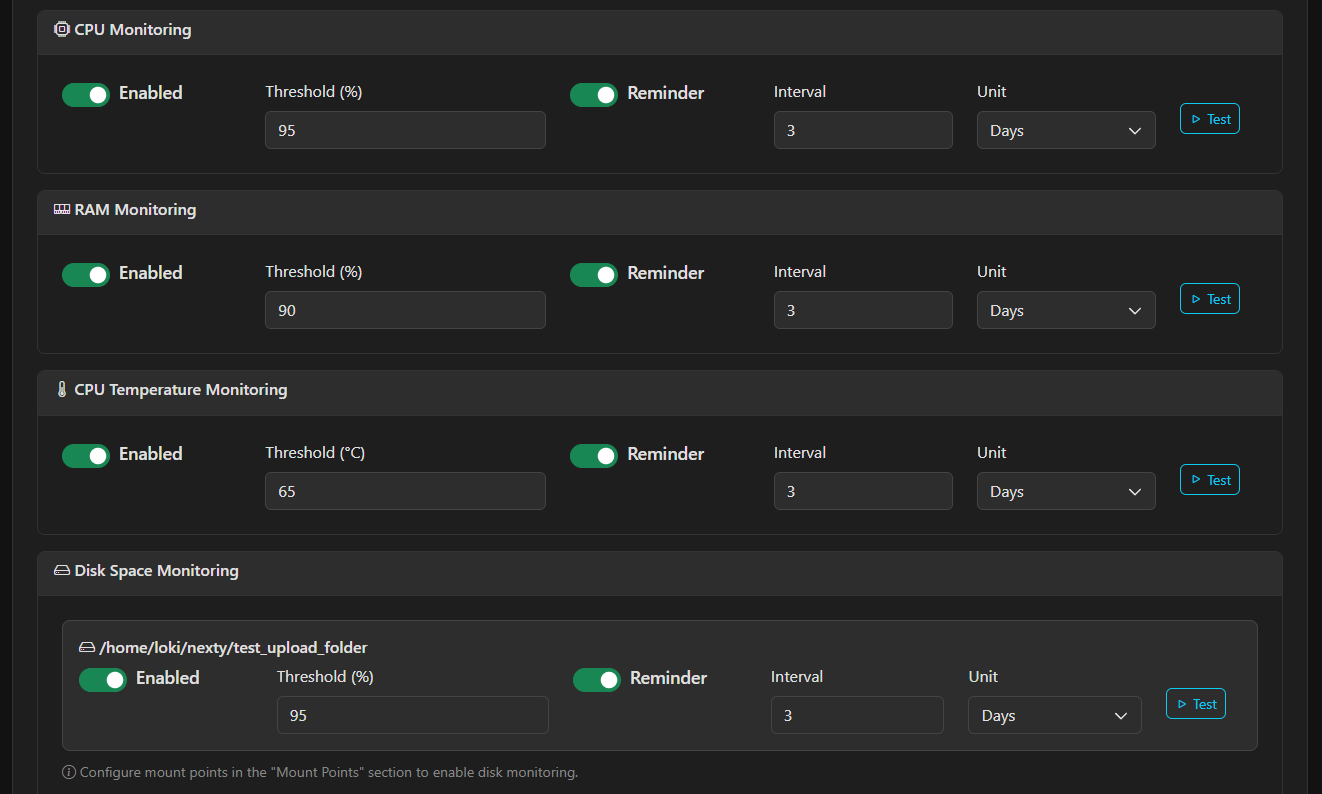 CPU Monitoring
Enabled Threshold (%) Reminder Interval Unit
95 3 Days Test
RAM Monitoring
Enabled Threshold (%) Reminder Interval Unit
90 3 Days Test
CPU Temperature Monitoring
Enabled Threshold (°C) Reminder Interval Unit
65 3 Days Test
Disk Space Monitoring
/home/loki/nexty/test_upload_folder
Enabled Threshold (%) Reminder Interval Unit
95 3 Days Test
Configure mount points in the "Mount Points" section to enable disk monitoring.